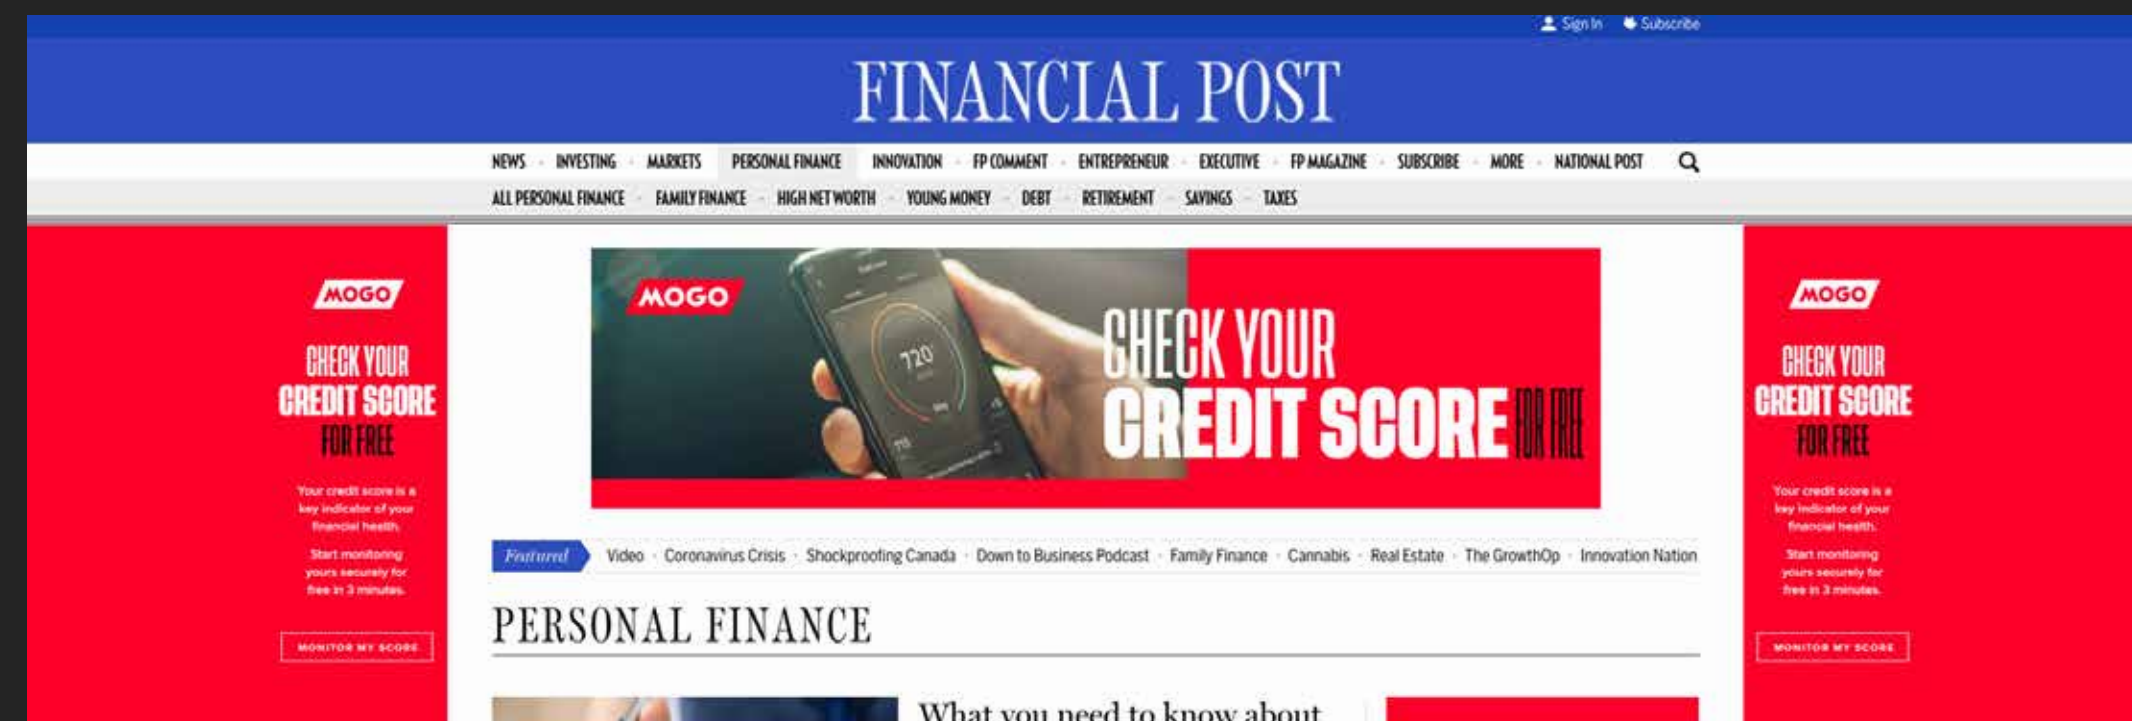 Sign In Subscribe
FINANCIAL POST
NEWS INVESTING MARKETS PERSONAL FINANCE INNOVATION FP COMMENT ENTREPRENEUR EXECUTIVE FP MAGAZINE SUBSCRIBE MORE NATIONAL POST
ALL PERSONAL FINANCE FAMILY FINANCE HIGH NET WORTH YOUNG MONEY DEBT RETIREMENT SAVINGS TAXES
MOGO
CHECK YOUR
CREDIT SCORE
FOR FREE
Your credit score is a
key indicator of your
financial health.
Start monitoring
yours securely for
free in 3 minutes.
MONITOR MY SCORE
MOGO
720
CHECK YOUR
CREDIT SCORE FOR FREE
MOGO
CHECK YOUR
CREDIT SCORE
FOR FREE
Your credit score is a
key indicator of your
financial health.
Start monitoring
yours securely for
free in 3 minutes.
MONITOR MY SCORE
Featured Video Coronavirus Crisis Shockproofing Canada Down to Business Podcast Family Finance Cannabis Real Estate The GrowthOp Innovation Nation
PERSONAL FINANCE
What you need to know about